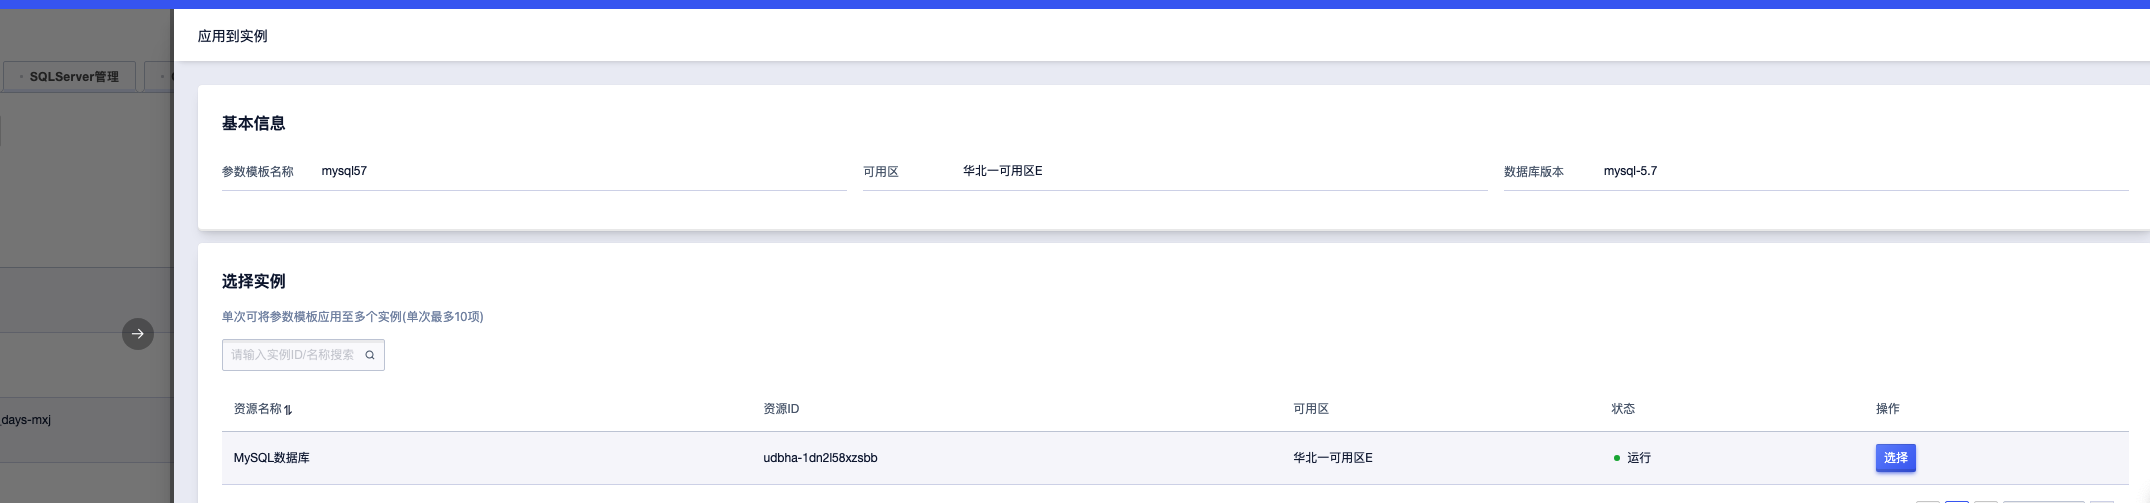 应用到实例
SQLServer管理
基本信息
参数模板名称 mysql57 可用区 华北一可用区E 数据库版本 mysql-5.7
选择实例
单次可将参数模板应用至多个实例(单次最多10项)
请输入实例ID/名称搜索
资源名称 资源ID 可用区 状态 操作
_days-mxj
MySQL数据库 udbha-1dn2l58xzsbb 华北一可用区E 运行 选择